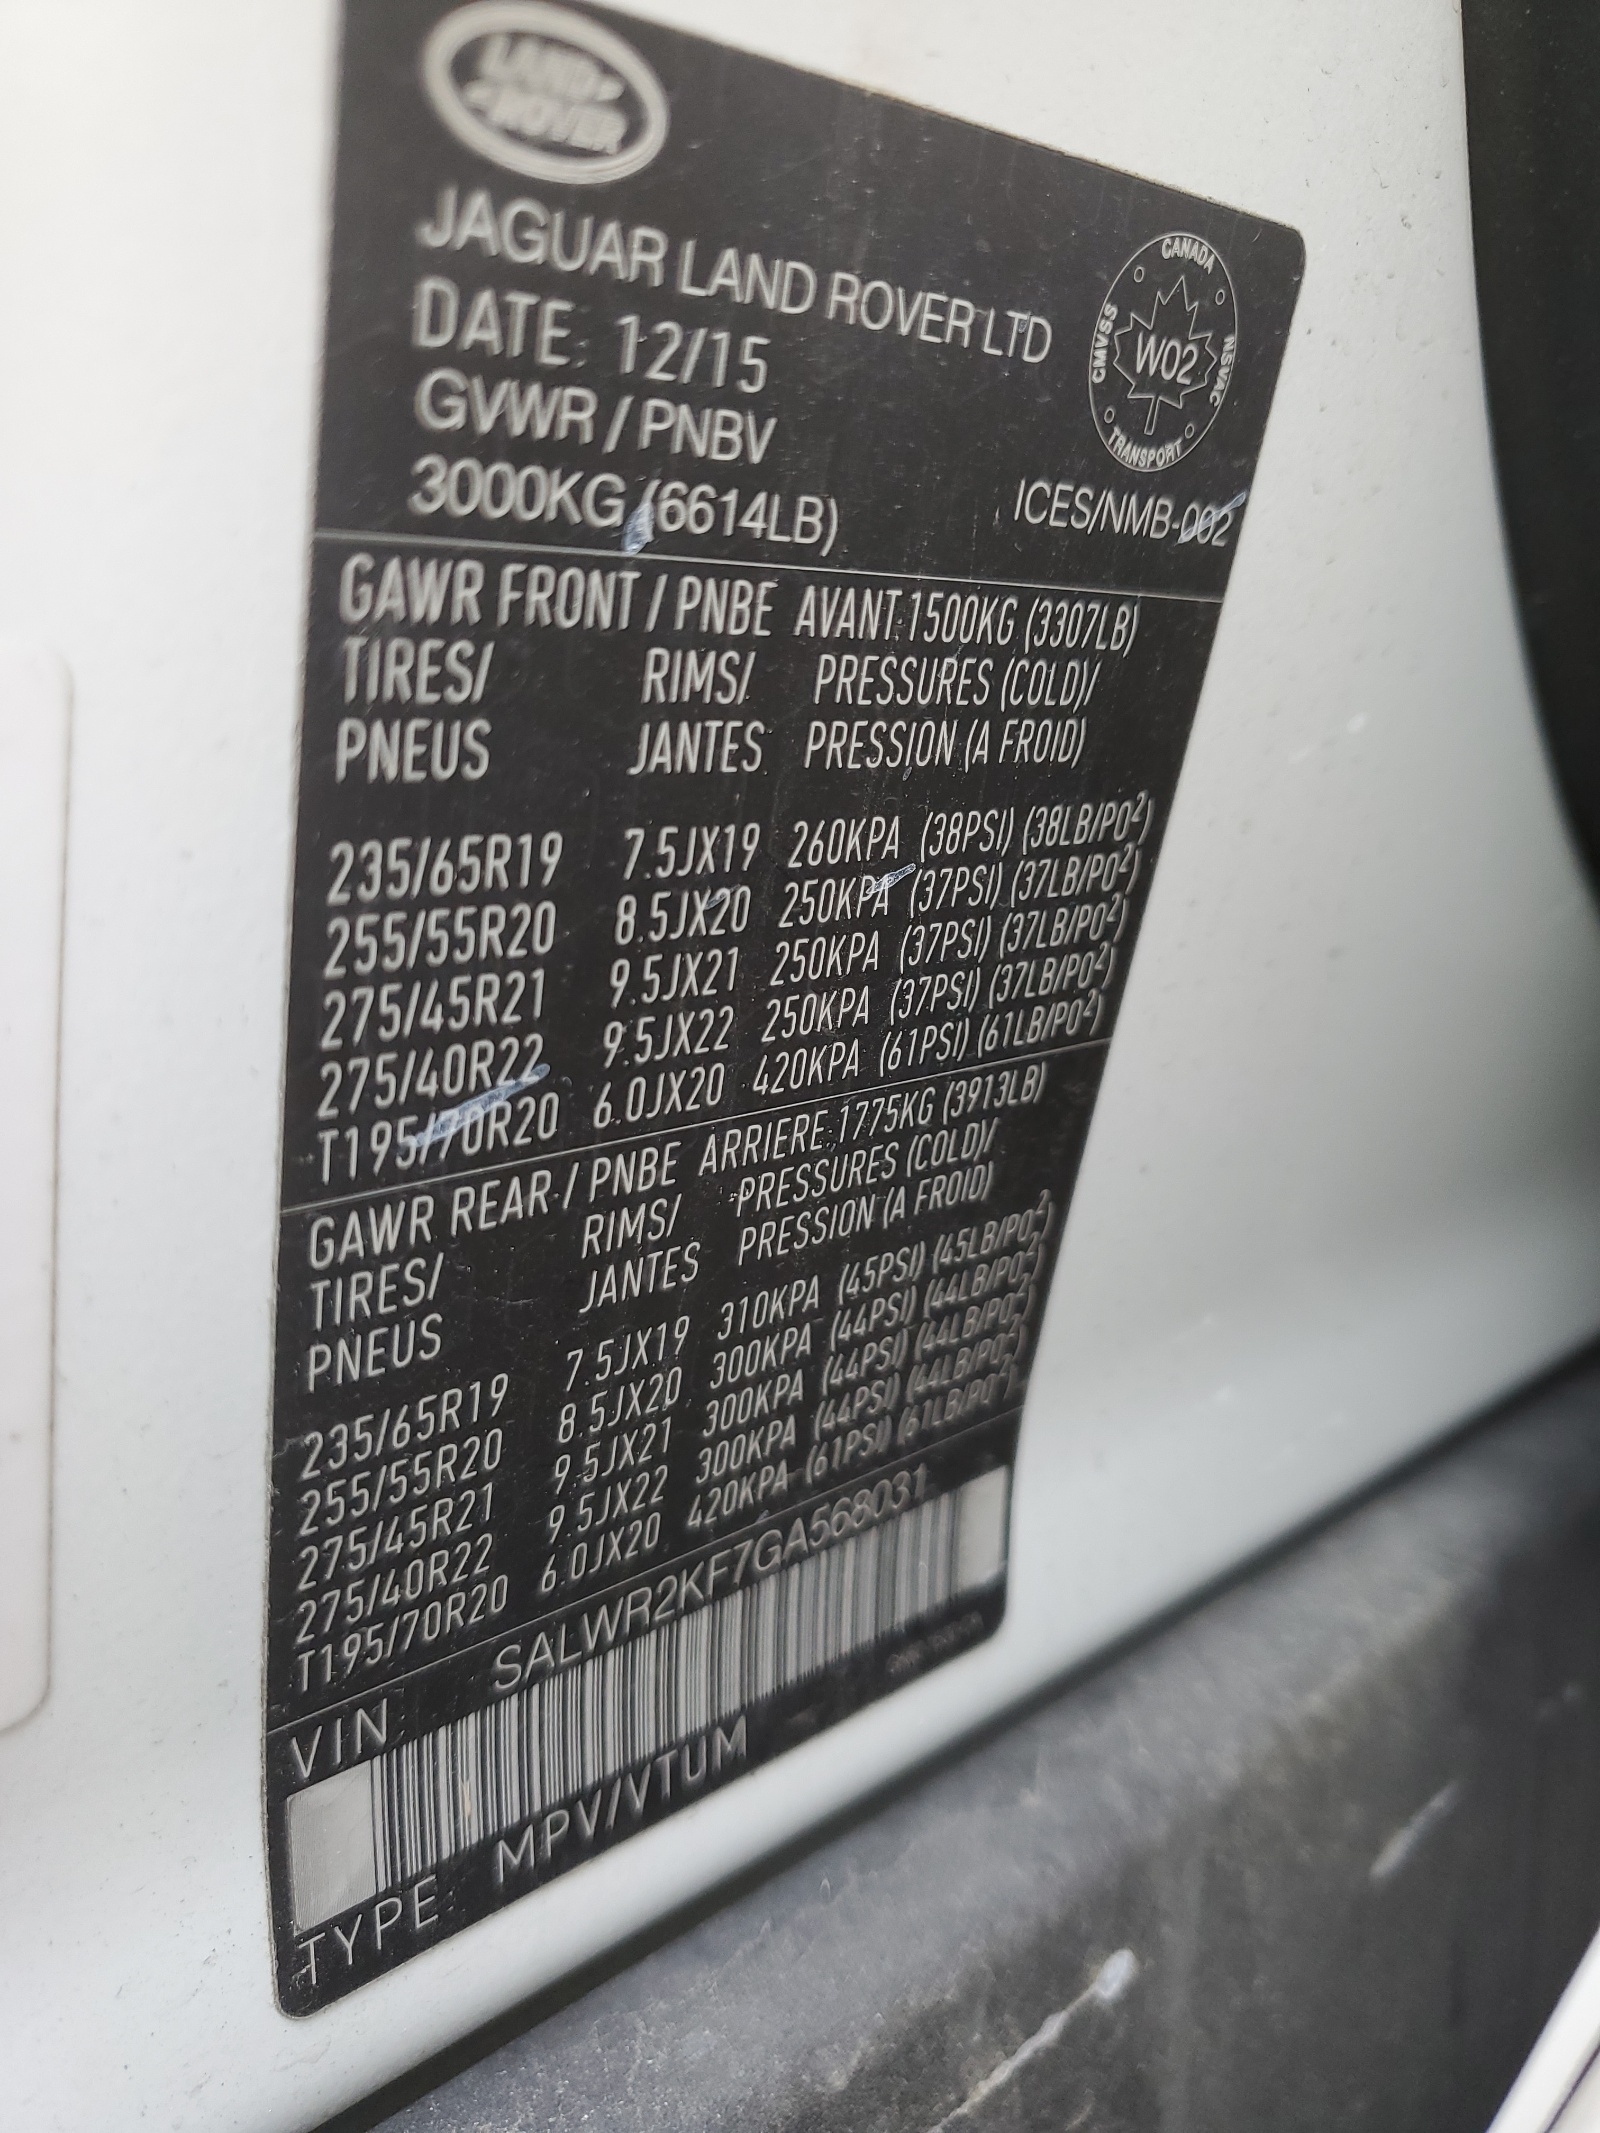 LAND
ROVER
JAGUAR LAND ROVER LTD
DATE: 12/15
GVWR / PNBV
3000KG (6614LB)
CANADA
CMVSS
NSVAC
W02
TRANSPORT
ICES/NMB-002
GAWR FRONT / PNBE AVANT:1500KG (3307LB)
TIRES/ RIMS/ PRESSURES (COLD)/
PNEUS JANTES PRESSION (A FROID)
235/65R19 7.5JX19 260KPA (38PSI) (38LB/PO²)
255/55R20 8.5JX20 250KPA (37PSI) (37LB/PO²)
275/45R21 9.5JX21 250KPA (37PSI) (37LB/PO²)
275/40R22 9.5JX22 250KPA (37PSI) (37LB/PO²)
T195/70R20 6.0JX20 420KPA (61PSI) (61LB/PO²)
GAWR REAR / PNBE ARRIERE:1775KG (3913LB)
TIRES/ RIMS/ PRESSURES (COLD)/
PNEUS JANTES PRESSION (A FROID)
235/65R19 7.5JX19 310KPA (45PSI) (45LB/PO²)
255/55R20 8.5JX20 300KPA (44PSI) (44LB/PO²)
275/45R21 9.5JX21 300KPA (44PSI) (44LB/PO²)
275/40R22 9.5JX22 300KPA (44PSI) (44LB/PO²)
T195/70R20 6.0JX20 420KPA (61PSI) (61LB/PO²)
VIN: SALWR2KF7GA568031
TYPE: MPV/VTUM